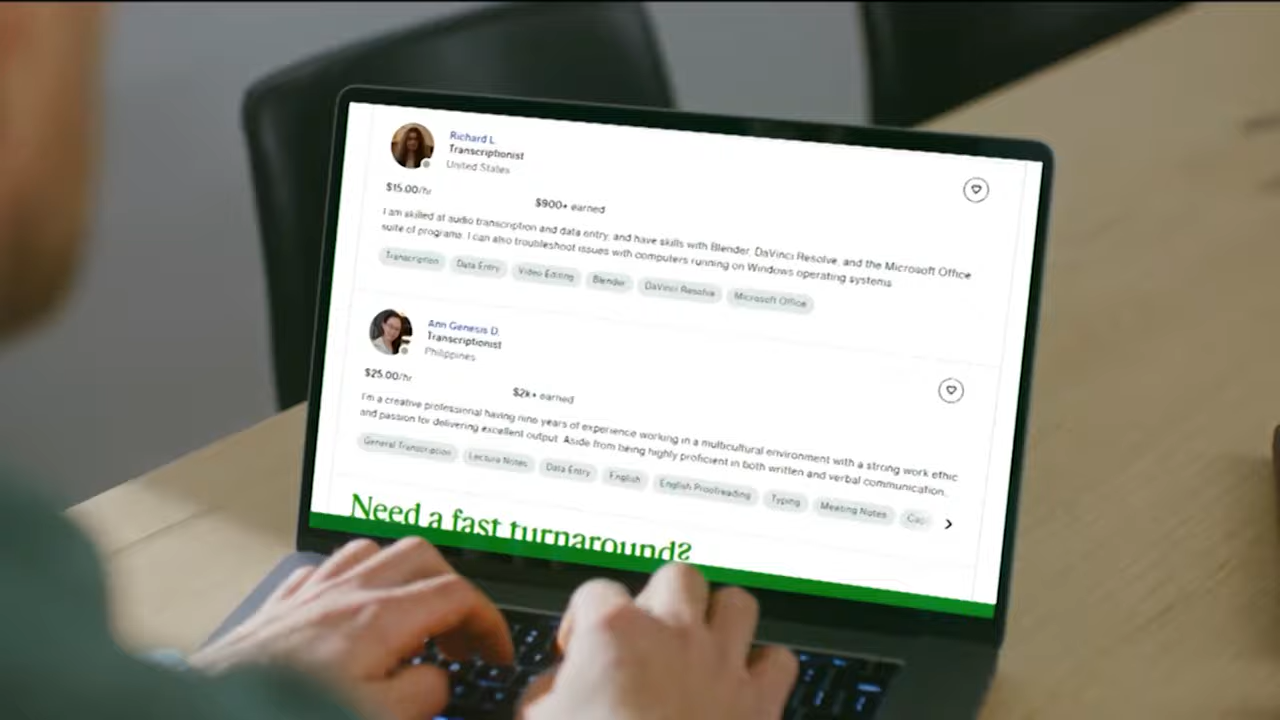 Richard L.
Transcriptionist
United States
$15.00/hr
$900+ earned
I am skilled at audio transcription and data entry, and have skills with Blender, DaVinci Resolve, and the Microsoft Office
suite of programs. I can also troubleshoot issues with computers running on Windows operating systems
Transcription Data Entry Video Editing Blender DaVinci Resolve Microsoft Office
Ann Genesis D.
Transcriptionist
Philippines
$25.00/hr
$2k+ earned
I'm a creative professional having nine years of experience working in a multicultural environment with a strong work ethic
and passion for delivering excellent output. Aside from being highly proficient in both written and verbal communication,
General Transcription Lecture Notes Data Entry English English Proofreading Typing Meeting Notes
Need a fast turnaround?